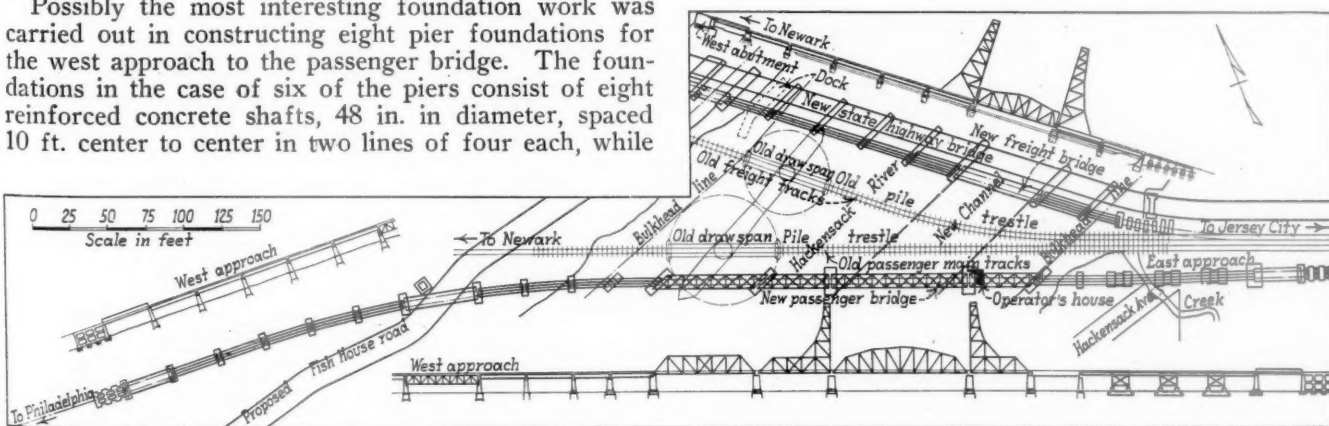 Possibly the most interesting foundation work was
carried out in constructing eight pier foundations for
the west approach to the passenger bridge. The foun-
dations in the case of six of the piers consist of eight
reinforced concrete shafts, 48 in. in diameter, spaced
10 ft. center to center in two lines of four each, while
To Newark
West abutment
Dock
New state highway bridge
New freight bridge
Old draw span
Old pile trestle
Old freight tracks
Hackensack River
New Channel
Bulkhead line
Bulkhead line
To Jersey City
0 25 50 75 100 125 150
Scale in feet
West approach
To Newark
Old draw span
Pile trestle
Old passenger main tracks
East approach
New passenger bridge
Operator's house
Hackensack Ave
Creek
Proposed Fish House road
West approach
To Philadelphia